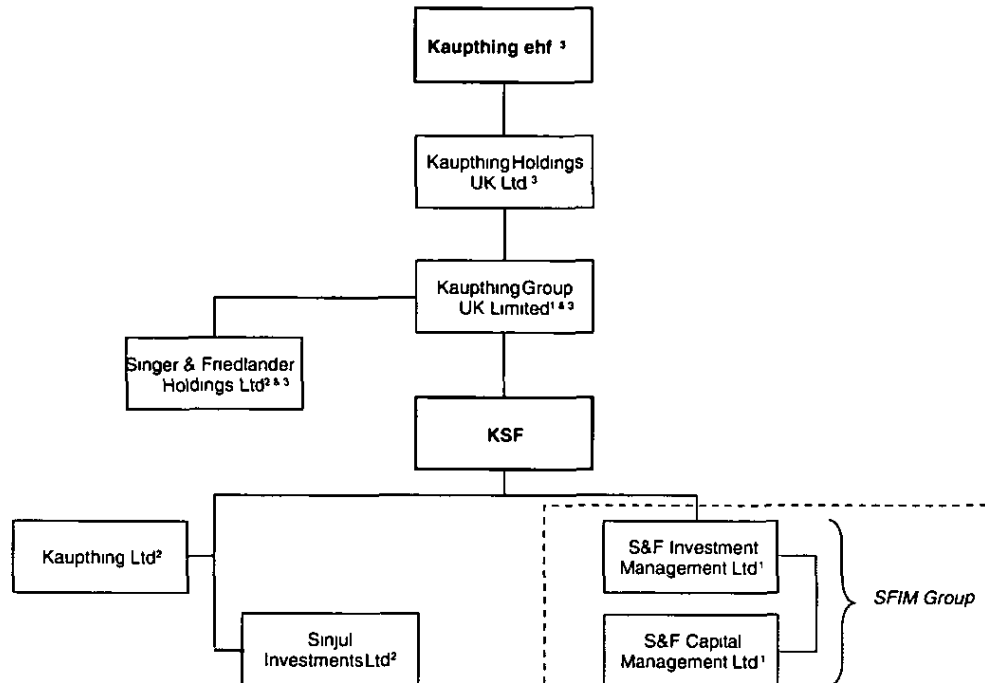 Kaupthing ehf ³
Kaupthing Holdings
UK Ltd ³
Kaupthing Group
UK Limited¹ & ³
Singer & Friedlander
Holdings Ltd² & ³
KSF
Kaupthing Ltd²
S&F Investment
Management Ltd¹
SFIM Group
Sinjul
Investments Ltd²
S&F Capital
Management Ltd¹